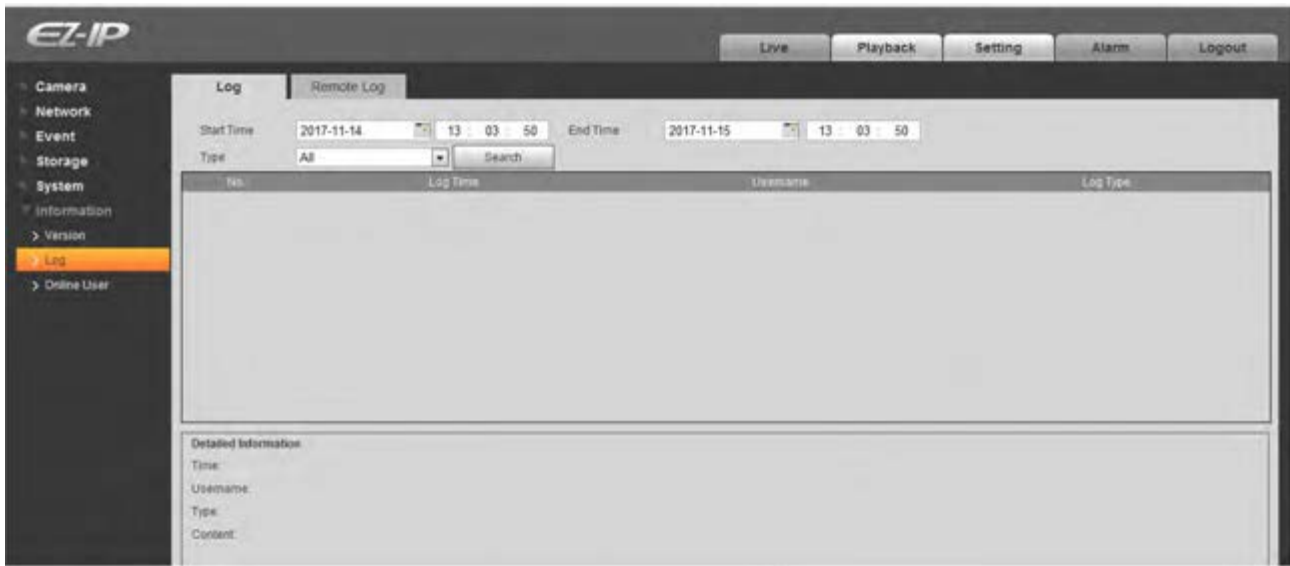 EZ-IP
Live Playback Setting Alarm Logout
Camera
Network
Event
Storage
System
Information
Version
Log
Online User
Log Remote Log
Start Time 2017-11-14 13 : 03 : 50 End Time 2017-11-15 13 : 03 : 50
Type All Search
No. Log Time Username Log Type
Detailed Information
Time:
Username:
Type:
Content: